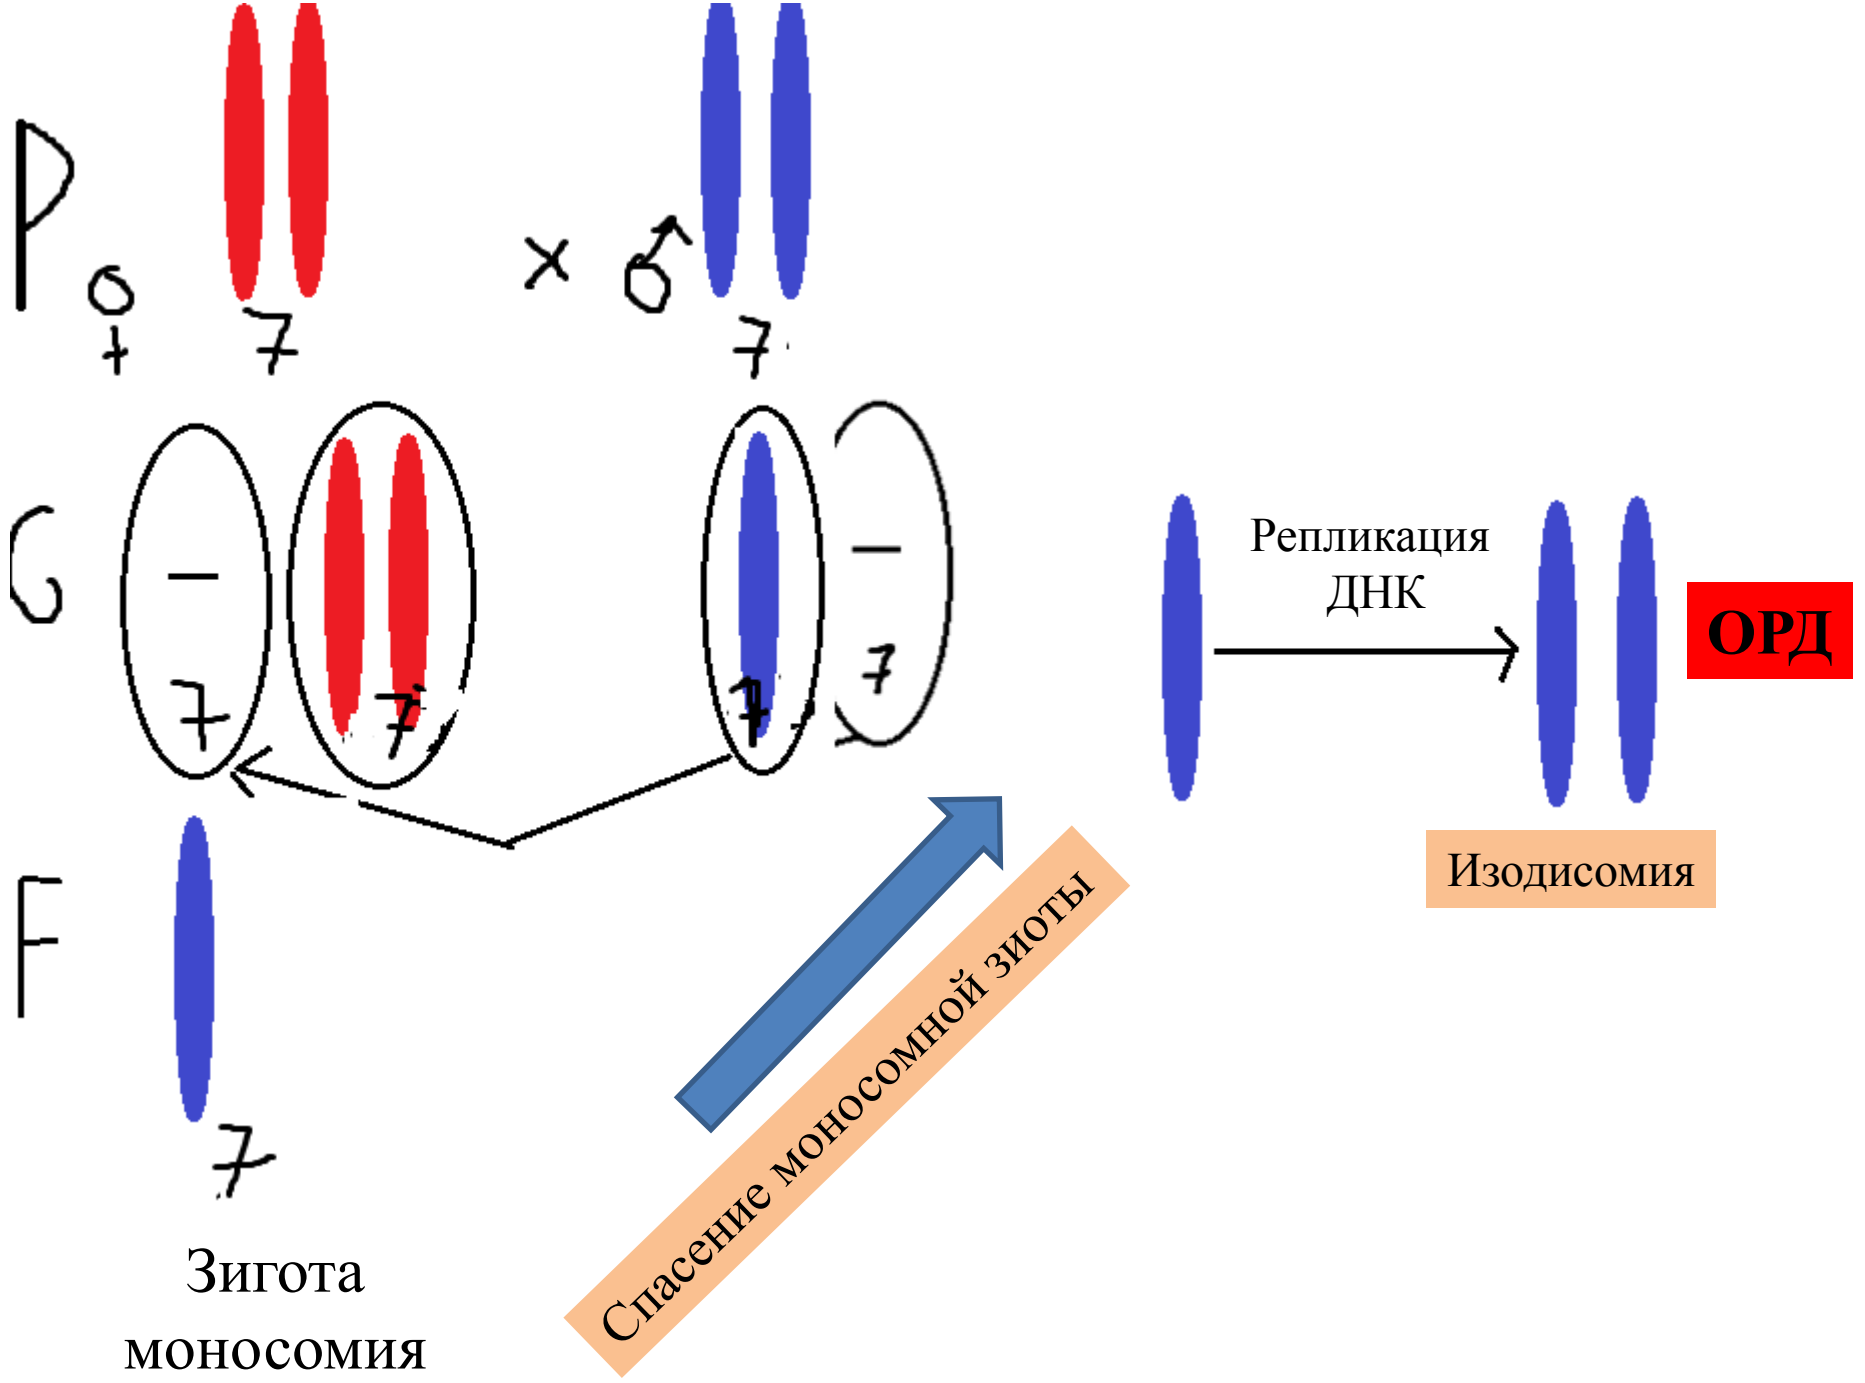 P ♀ 7 × ♂ 7
G – 7 7 7 – 7
Репликация
ДНК
ОРД
Изодисомия
F 7
Спасение моносомной зиоты
Зигота
моносомия